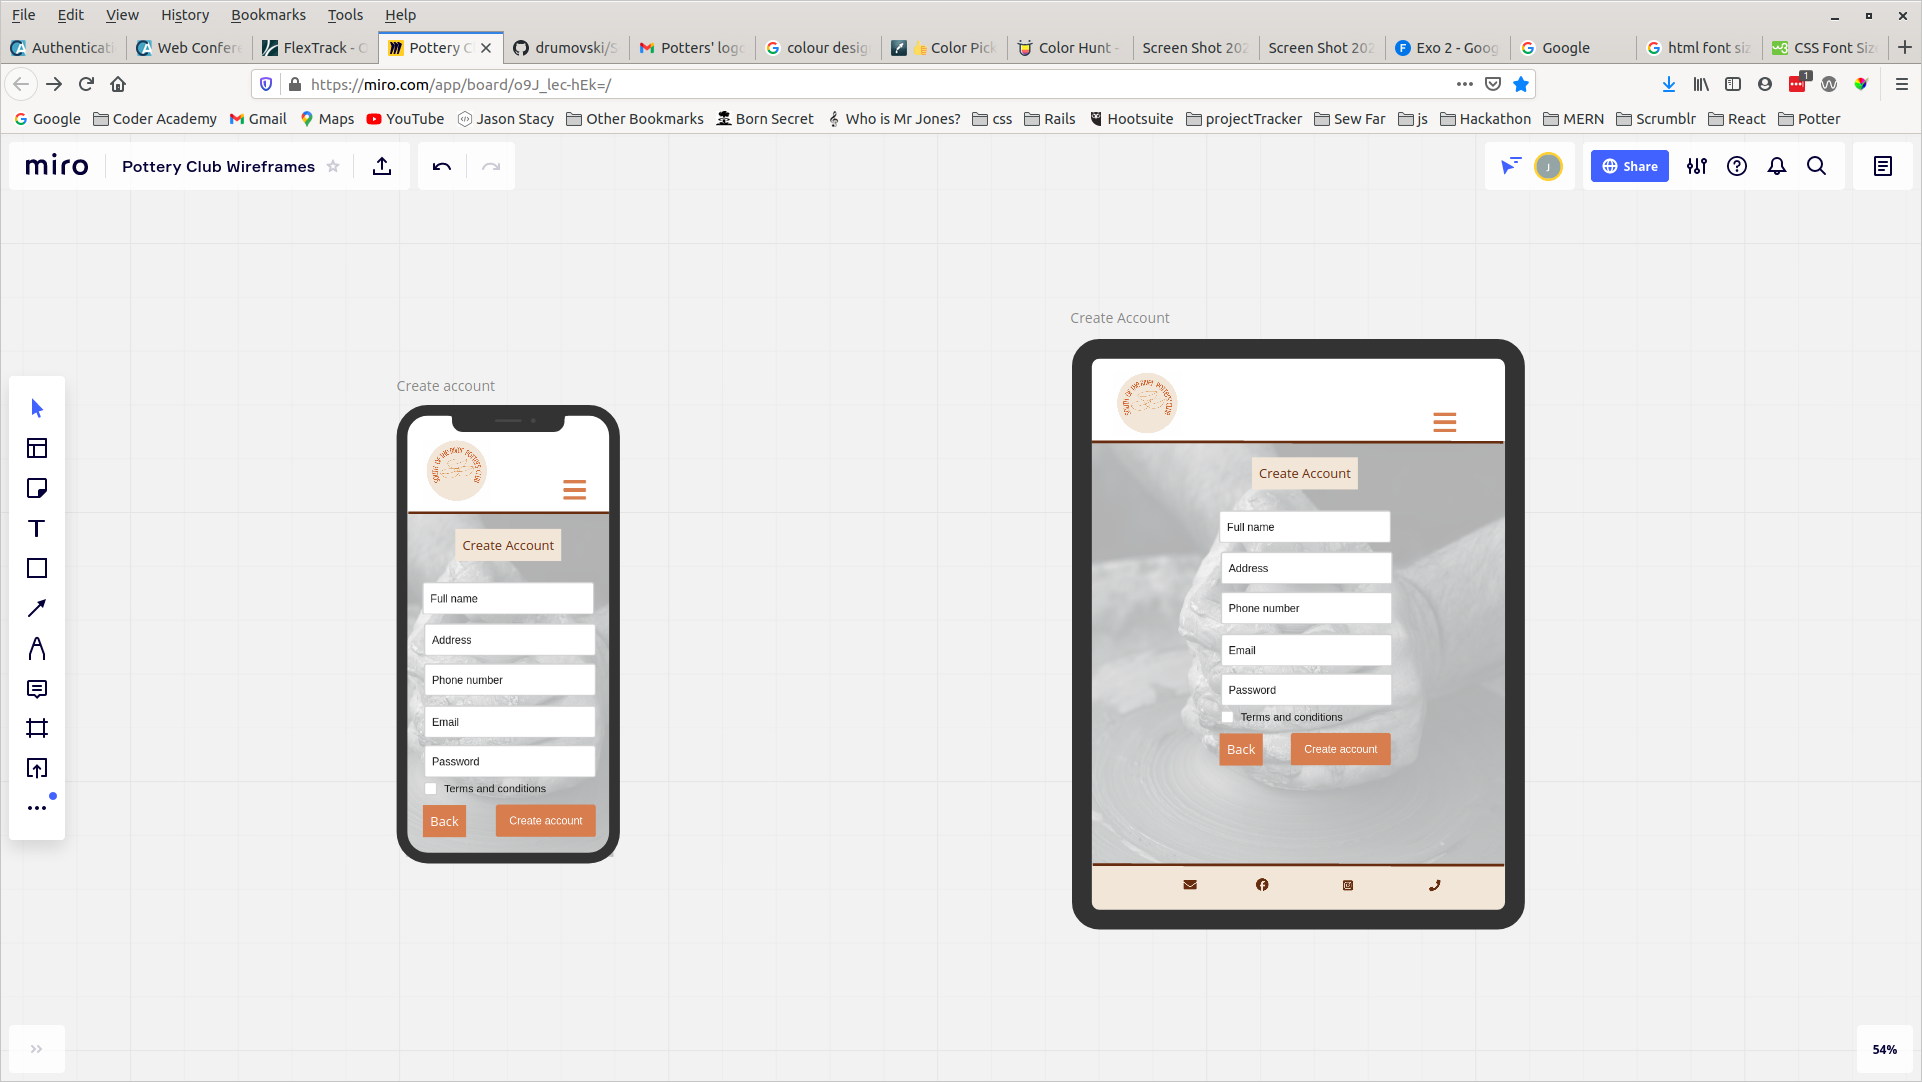 File Edit View History Bookmarks Tools Help
Authenticati Web Confere FlexTrack - O Pottery C drumovski/S Potters' logo colour desig 👍 Color Pick Color Hunt - Screen Shot 202 Screen Shot 202 Exo 2 - Goog Google html font siz CSS Font Size
https://miro.com/app/board/o9J_lec-hEk=/
1
Google Coder Academy Gmail Maps YouTube Jason Stacy Other Bookmarks Born Secret Who is Mr Jones? css Rails Hootsuite projectTracker Sew Far js Hackathon MERN Scrumblr React Potter
miro Pottery Club Wireframes J Share
Create Account
Create account
Create Account
Full name
Address
Phone number
Email
Password
Terms and conditions
Back Create account
Create Account
Full name
Address
Phone number
Email
Password
Terms and conditions
Back Create account
54%